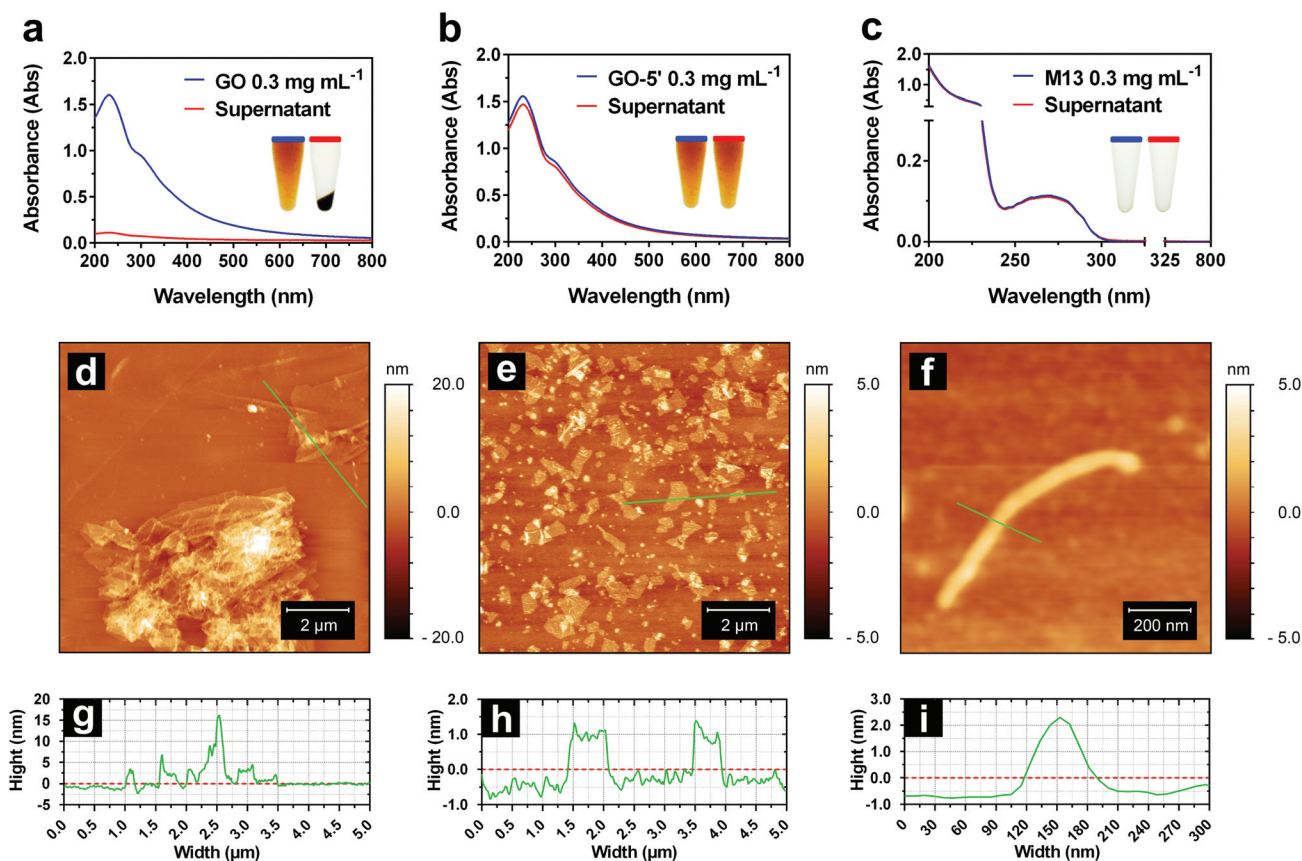 a
Absorbance (Abs)
2.0
1.5
1.0
0.5
0.0
GO 0.3 mg mL⁻¹
Supernatant
200 300 400 500 600 700 800
Wavelength (nm)
b
Absorbance (Abs)
2.0
1.5
1.0
0.5
0.0
GO-5' 0.3 mg mL⁻¹
Supernatant
200 300 400 500 600 700 800
Wavelength (nm)
c
Absorbance (Abs)
2.0
1.0
0.2
0.0
M13 0.3 mg mL⁻¹
Supernatant
200 250 300 325 800
Wavelength (nm)
d
2 µm
nm
20.0
0.0
- 20.0
e
2 µm
nm
5.0
0.0
- 5.0
f
200 nm
nm
5.0
0.0
- 5.0
g
Hight (nm)
20
15
10
5
0
-5
0.0 0.5 1.0 1.5 2.0 2.5 3.0 3.5 4.0 4.5 5.0
Width (µm)
h
Hight (nm)
2.0
1.0
0.0
-1.0
0.0 0.5 1.0 1.5 2.0 2.5 3.0 3.5 4.0 4.5 5.0
Width (µm)
i
Hight (nm)
3.0
2.0
1.0
0.0
-1.0
0 30 60 90 120 150 180 210 240 270 300
Width (nm)